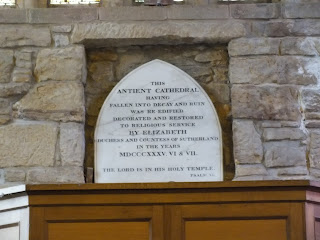 THIS
ANTIENT CATHEDRAL
HAVING
FALLEN INTO DECAY AND RUIN
WAS RE EDIFIED
DECORATED AND RESTORED
TO RELIGIOUS SERVICE
BY ELIZABETH
DUCHESS AND COUNTESS OF SUTHERLAND
IN THE YEARS
MDCCCXXXV. VI & VII.
THE LORD IS IN HIS HOLY TEMPLE
PSALM